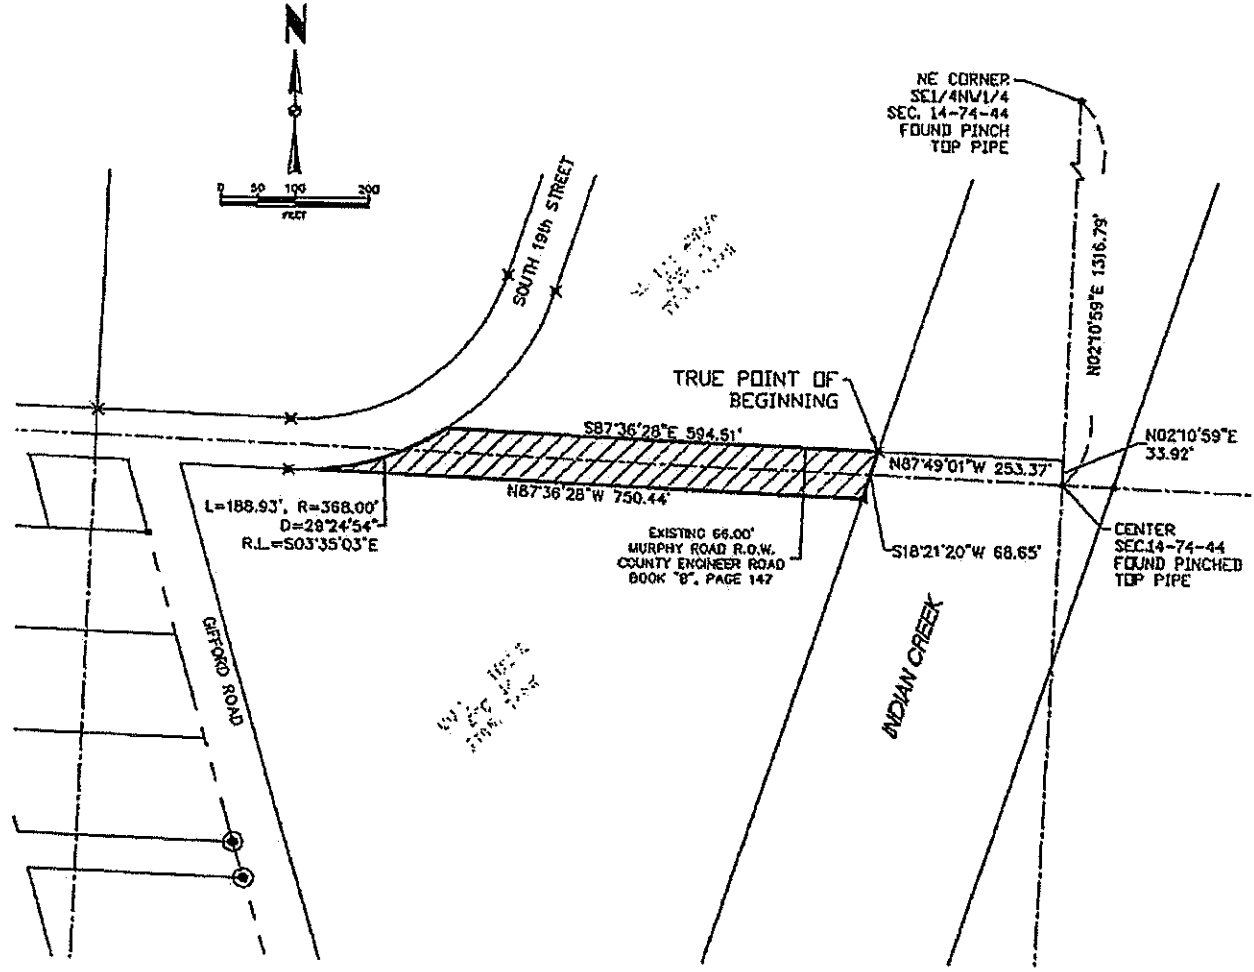 N
0 50 100 200
FEET
NE CORNER
SE1/4NW1/4
SEC. 14-74-44
FOUND PINCH
TOP PIPE
SOUTH 19th STREET
N02°10'59"E 1316.79'
TRUE POINT OF
BEGINNING
S87°36'28"E 594.51'
N87°49'01"W 253.37'
N02°10'59"E
33.92'
L=188.93', R=368.00'
D=29°24'54"
R.L.=S03°35'03"E
N87°36'28"W 750.44'
EXISTING 66.00'
MURPHY ROAD R.O.W.
COUNTY ENGINEER ROAD
BOOK "B", PAGE 147
S18°21'20"W 68.65'
CENTER
SEC.14-74-44
FOUND PINCHED
TOP PIPE
GIFFORD ROAD
INDIAN CREEK